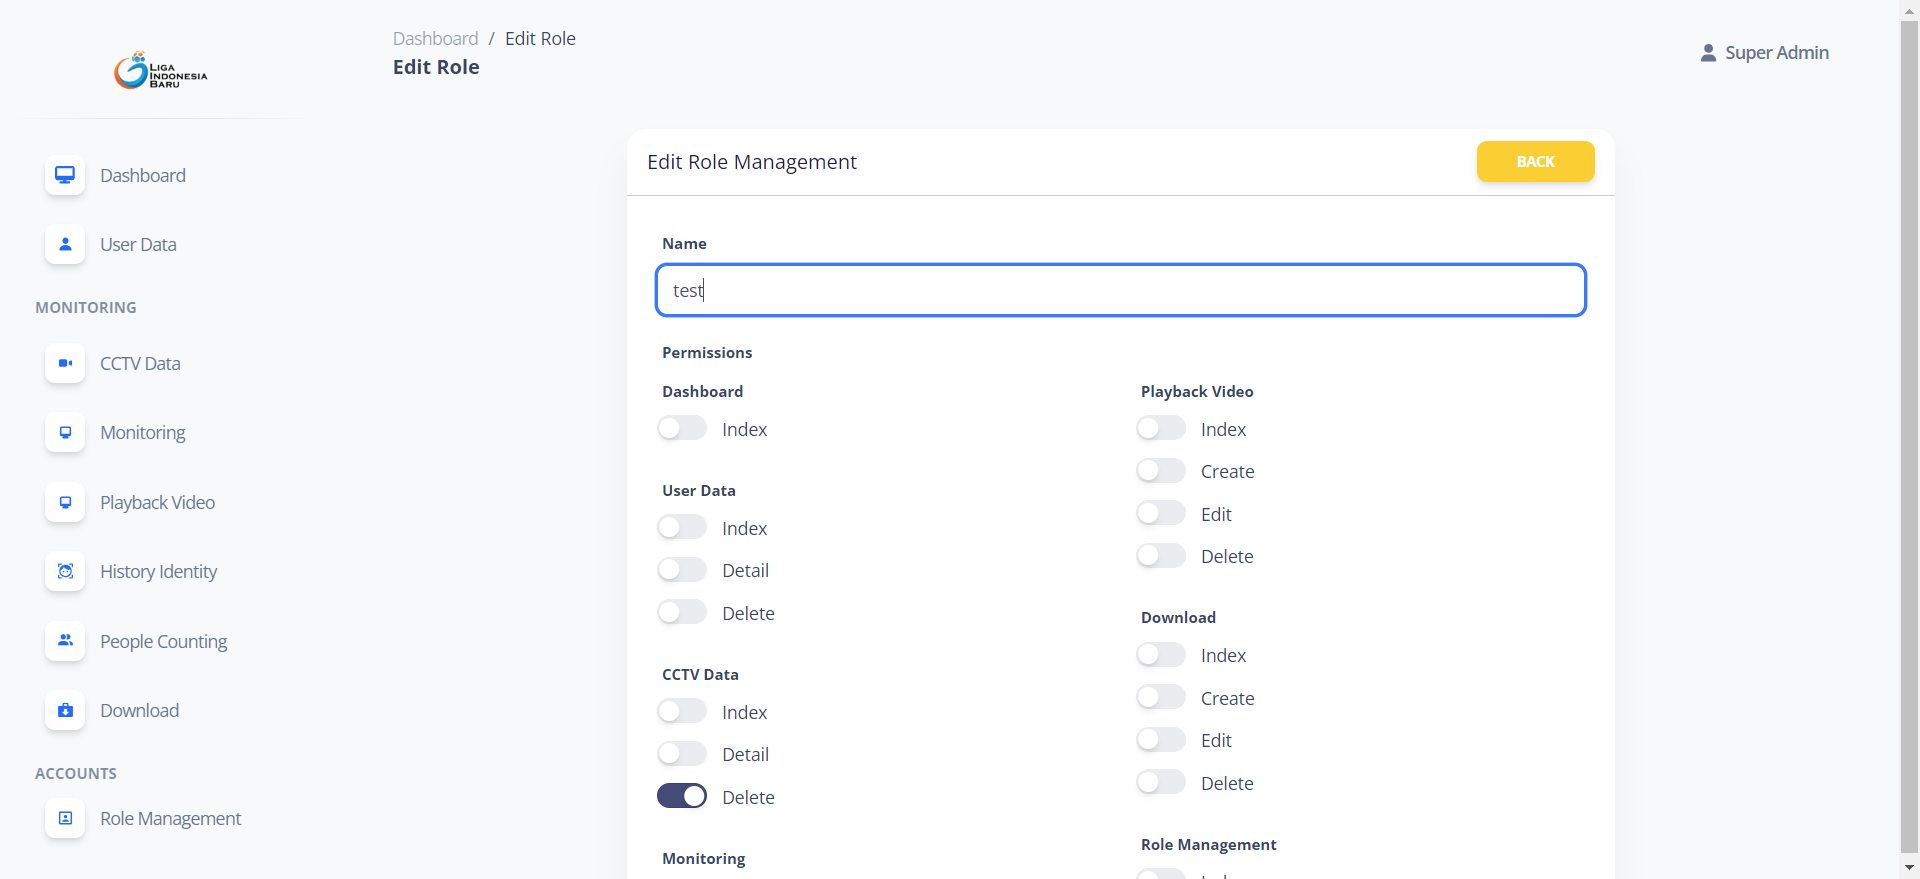 LIGA
INDONESIA
BARU
Dashboard / Edit Role
Edit Role
Super Admin
Dashboard
User Data
MONITORING
CCTV Data
Monitoring
Playback Video
History Identity
People Counting
Download
ACCOUNTS
Role Management
Edit Role Management
BACK
Name
test
Permissions
Dashboard
Index
User Data
Index
Detail
Delete
CCTV Data
Index
Detail
Delete
Monitoring
Playback Video
Index
Create
Edit
Delete
Download
Index
Create
Edit
Delete
Role Management